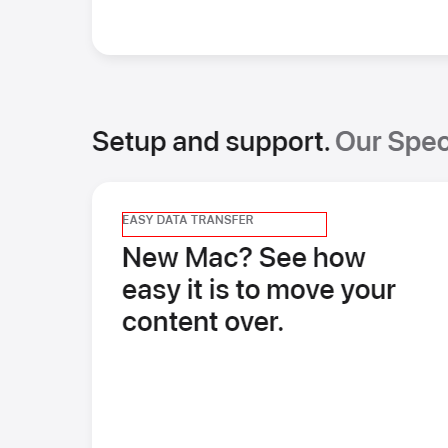 Setup and support. Our Spec
EASY DATA TRANSFER
New Mac? See how
easy it is to move your
content over.